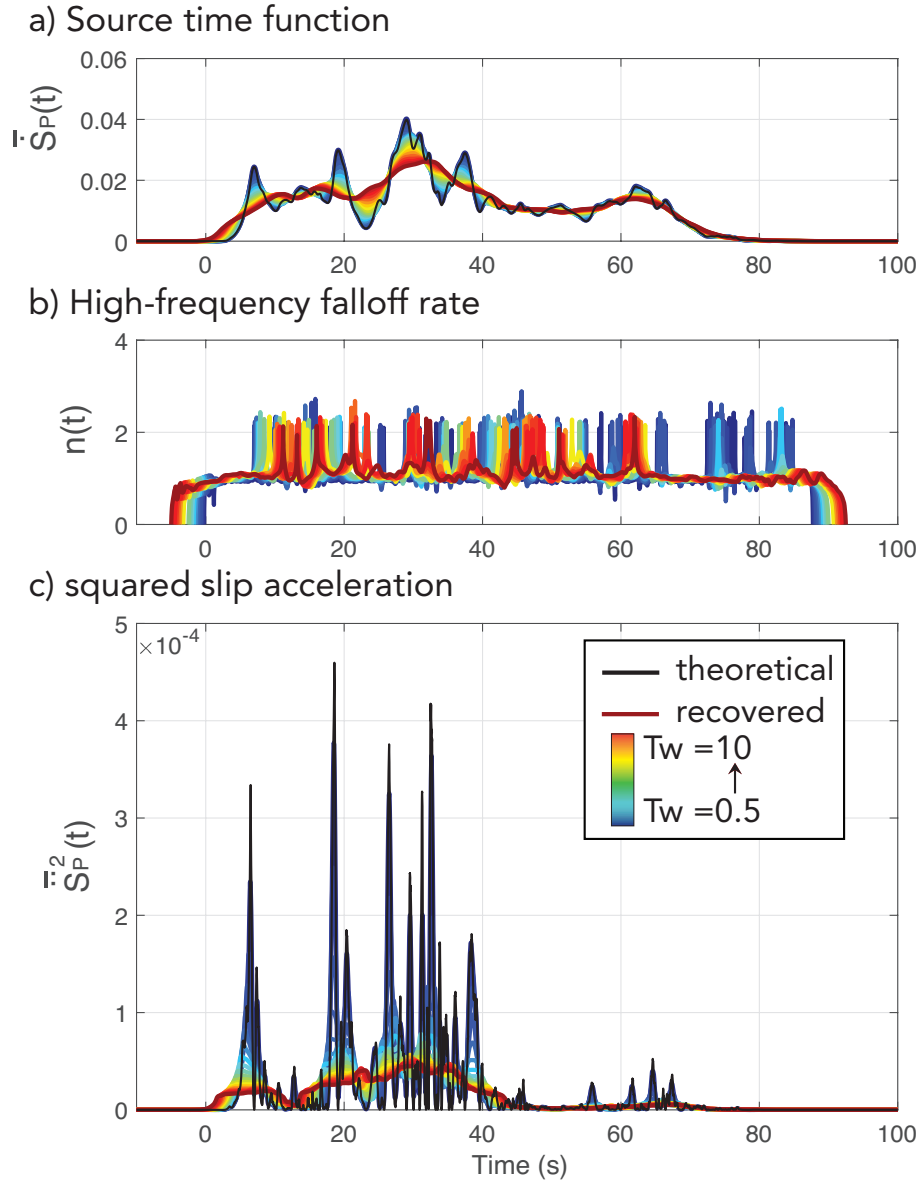 a) Source time function
0.06
0.04
0.02
0
S̄̇P(t)
0 20 40 60 80 100
b) High-frequency falloff rate
4
2
0
n(t)
0 20 40 60 80 100
c) squared slip acceleration
5
×10-4
4
3
2
1
0
S̄̈P2(t)
theoretical
recovered
Tw =10
Tw =0.5
0 20 40 60 80 100
Time (s)